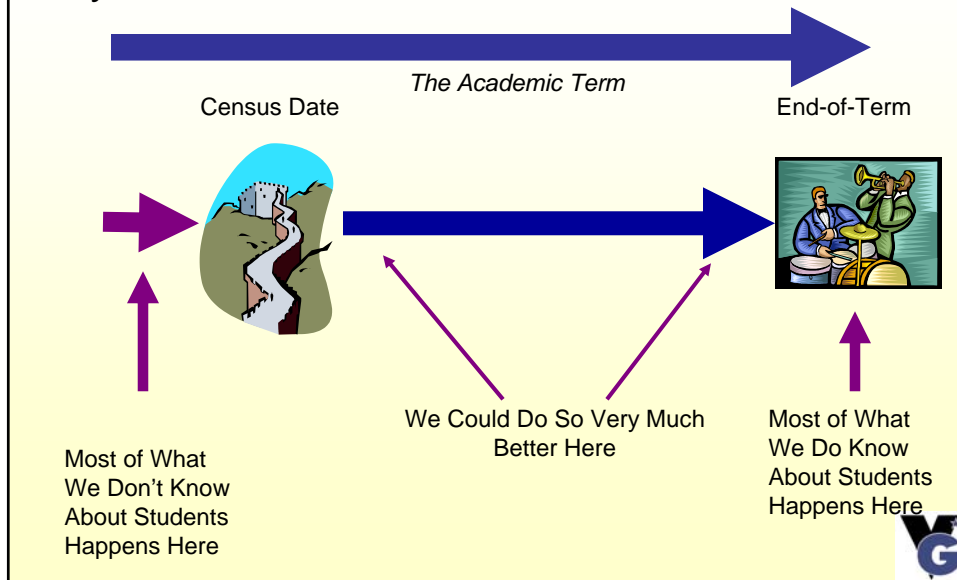 The Academic Term
Census Date
End-of-Term
We Could Do So Very Much
Better Here
Most of What
We Do Know
About Students
Happens Here
Most of What
We Don't Know
About Students
Happens Here
G